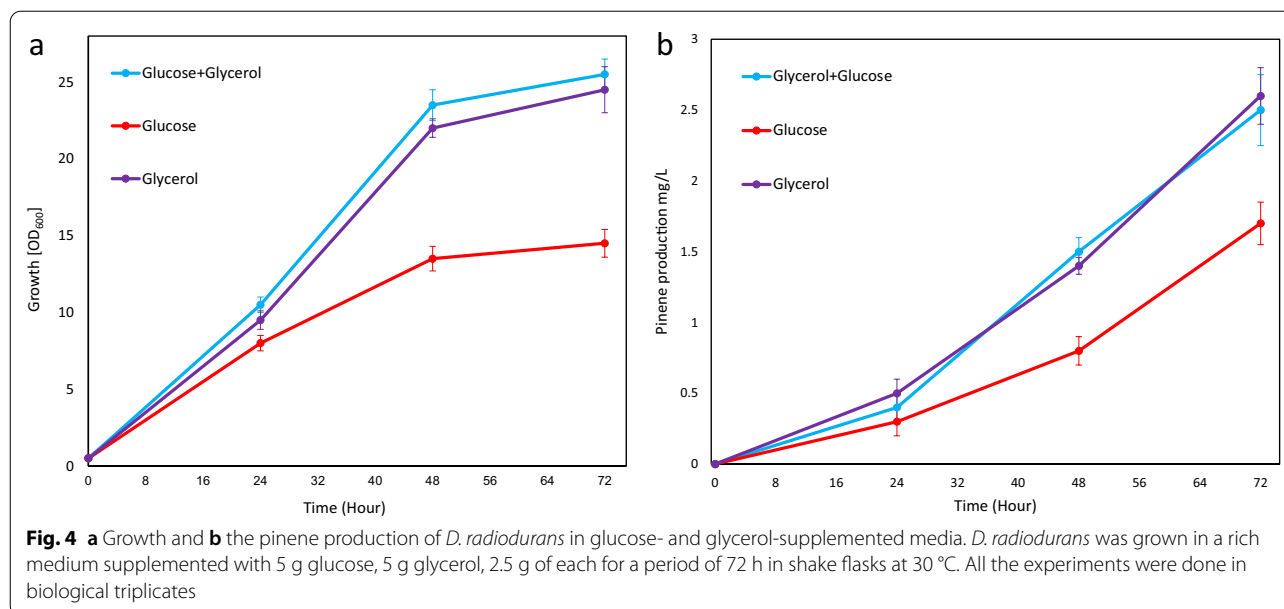 a
Glucose+Glycerol
Glucose
Glycerol
Growth [OD600]
25
20
15
10
5
0
0 8 16 24 32 40 48 56 64 72
Time (Hour)
b
Glycerol+Glucose
Glucose
Glycerol
Pinene production mg/L
3
2.5
2
1.5
1
0.5
0
0 8 16 24 32 40 48 56 64 72
Time (Hour)
Fig. 4 a Growth and b the pinene production of D. radiodurans in glucose- and glycerol-supplemented media. D. radiodurans was grown in a rich
medium supplemented with 5 g glucose, 5 g glycerol, 2.5 g of each for a period of 72 h in shake flasks at 30 °C. All the experiments were done in
biological triplicates